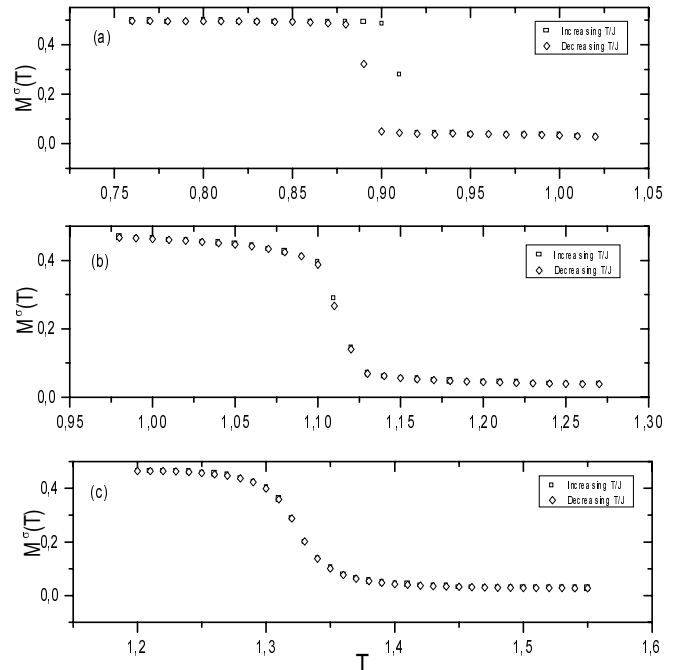 (a)
Increasing T/J
Decreasing T/J
M^σ(T)
0,4
0,2
0,0
0,75 0,80 0,85 0,90 0,95 1,00 1,05
(b)
Increasing T/J
Decreasing T/J
M^σ(T)
0,4
0,2
0,0
0,95 1,00 1,05 1,10 1,15 1,20 1,25 1,30
(c)
Increasing T/J
Decreasing T/J
M^σ(T)
0,4
0,2
0,0
1,2 1,3 1,4 1,5 1,6
T